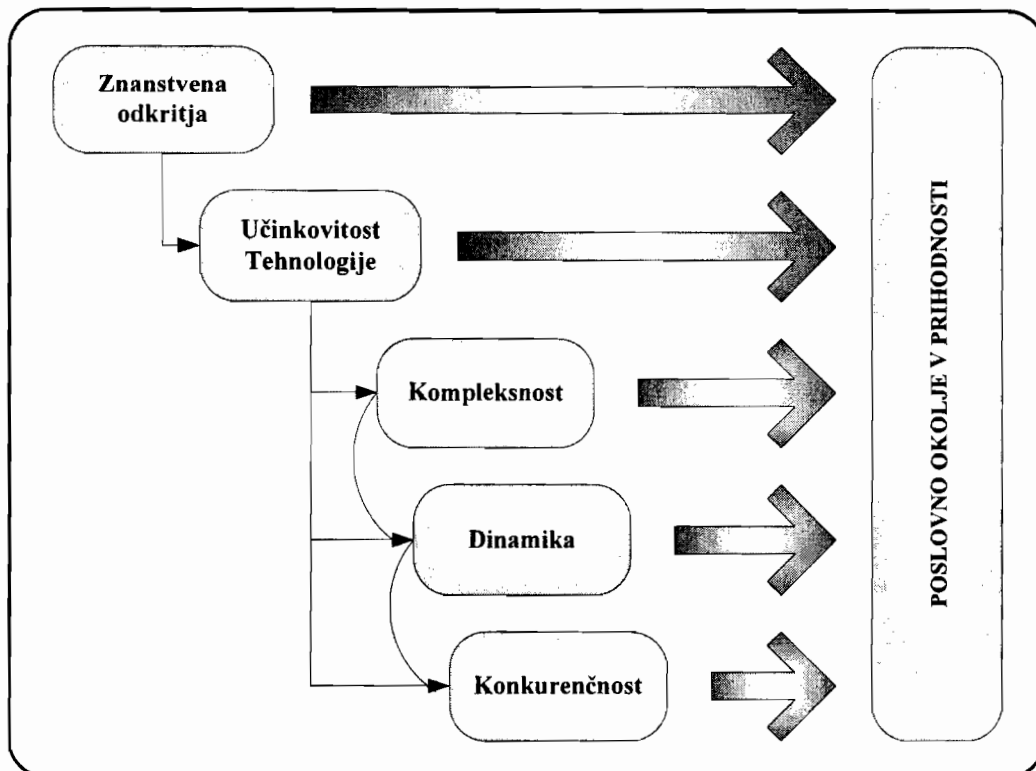 Znanstvena
odkritja
Učinkovitost
Tehnologije
Kompleksnost
Dinamika
Konkurenčnost
POSLOVNO OKOLJE V PRIHODNOSTI